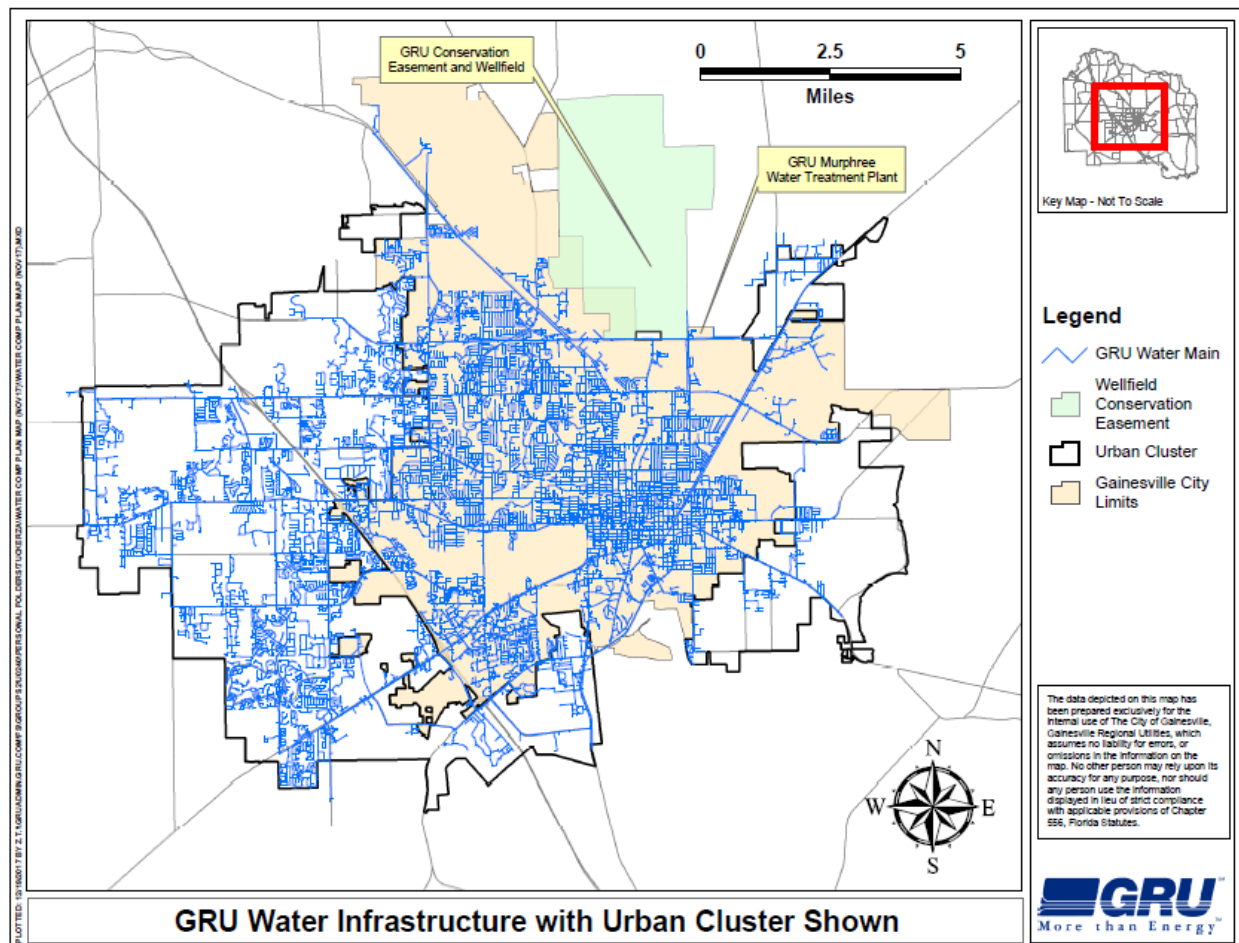 GRU Conservation
Easement and Wellfield
0 2.5 5
Miles
GRU Murphree
Water Treatment Plant
N
W E
S
Key Map - Not To Scale
Legend
GRU Water Main
Wellfield
Conservation
Easement
Urban Cluster
Gainesville City
Limits
The data depicted on this map has
been prepared exclusively for the
internal use of The City of Gainesville,
Gainesville Regional Utilities, which
assumes no liability for errors, or
omissions in the information on the
map. No other person may rely upon its
accuracy for any purpose, nor should
any person use the information
displayed in lieu of strict compliance
with applicable provisions of Chapter
556, Florida Statutes.
GRU
More than Energy
GRU Water Infrastructure with Urban Cluster Shown